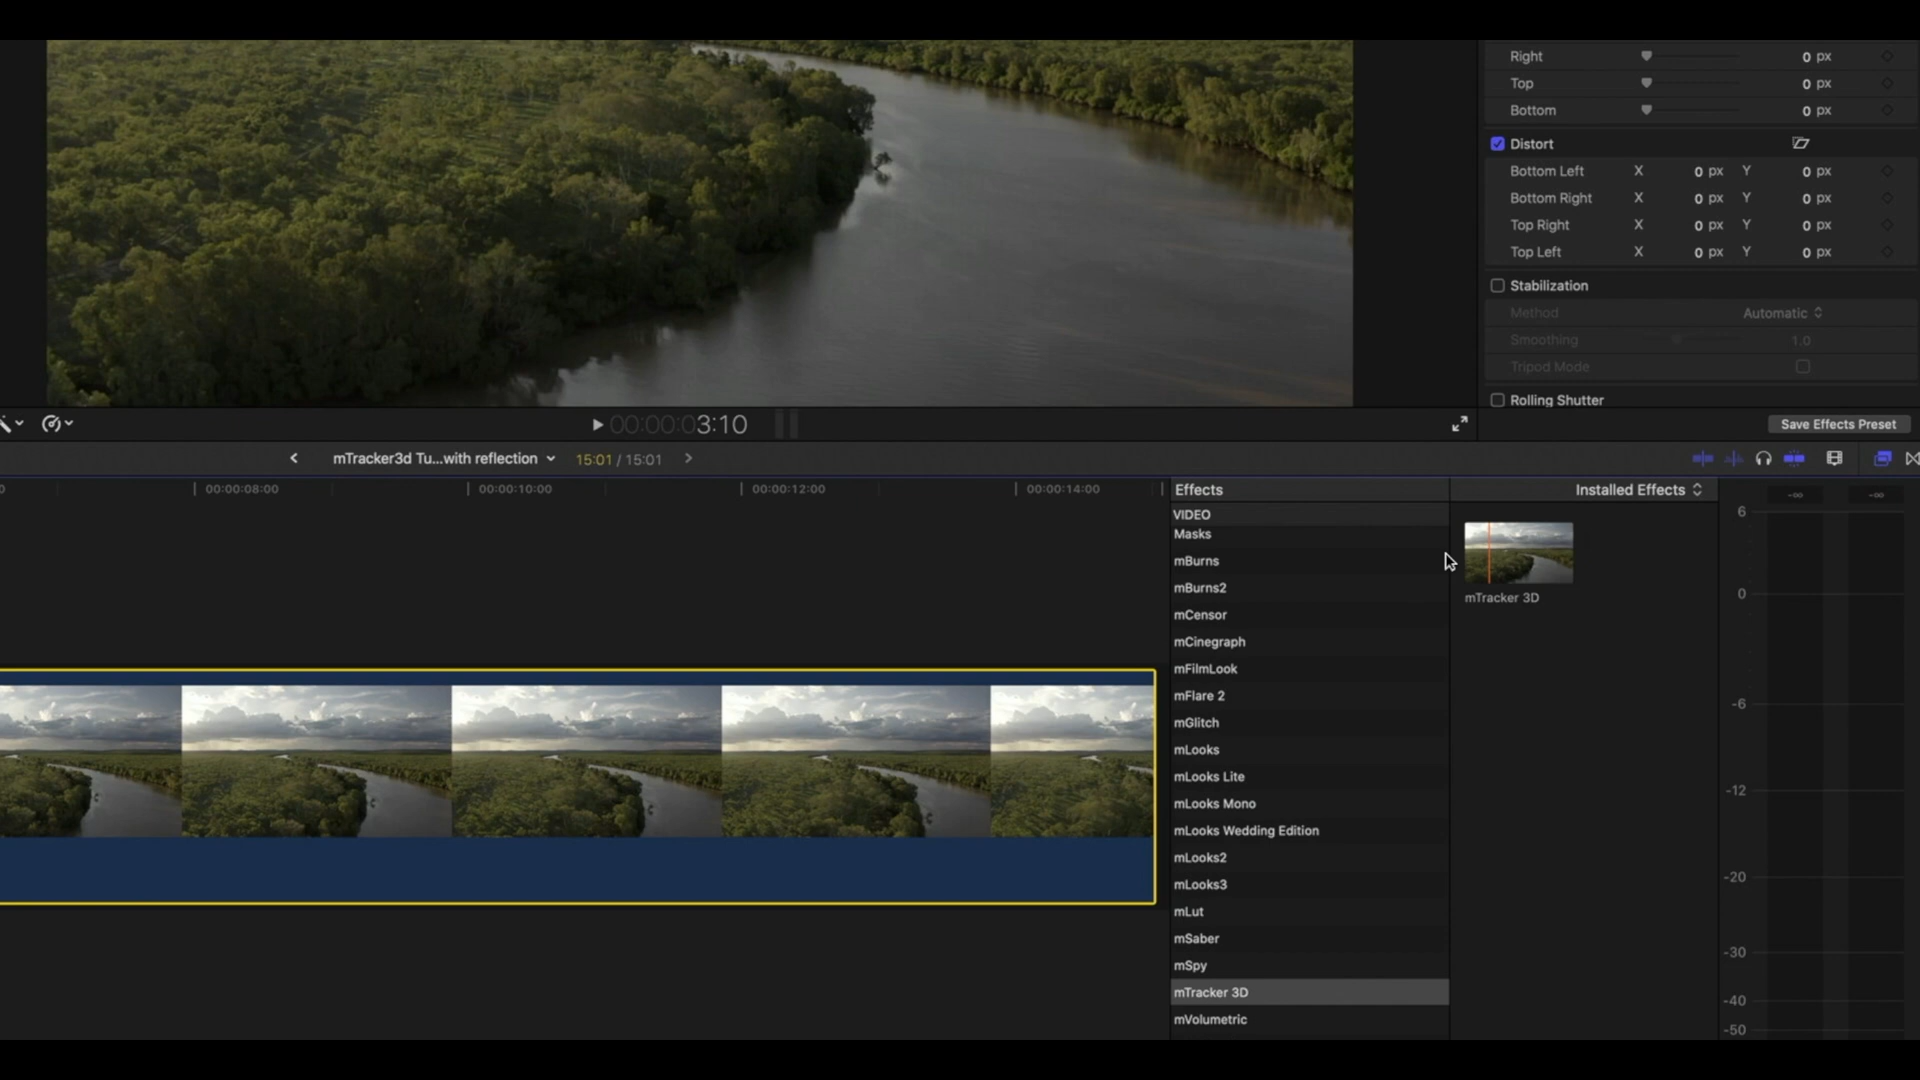 Right 0 px
Top 0 px
Bottom 0 px
Distort
Bottom Left X 0 px Y 0 px
Bottom Right X 0 px Y 0 px
Top Right X 0 px Y 0 px
Top Left X 0 px Y 0 px
Stabilization
Method Automatic
Smoothing 1.0
Tripod Mode
Rolling Shutter
00:00:03:10
Save Effects Preset
mTracker3d Tu...with reflection 15:01 / 15:01
0 00:00:08:00 00:00:10:00 00:00:12:00 00:00:14:00
Effects
Installed Effects
VIDEO
Masks
mBurns
mBurns2
mCensor
mCinegraph
mFilmLook
mFlare 2
mGlitch
mLooks
mLooks Lite
mLooks Mono
mLooks Wedding Edition
mLooks2
mLooks3
mLut
mSaber
mSpy
mTracker 3D
mVolumetric
mTracker 3D
-∞ -∞
6
0
-6
-12
-20
-30
-40
-50